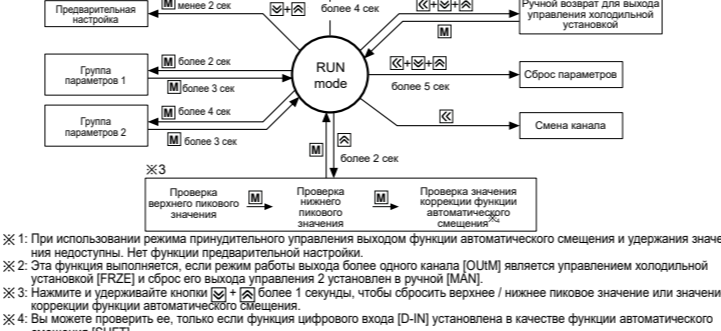 M менее 2 сек
+
более 4 сек
+ +
Предварительная
настройка
Ручной возврат для выхода
управления холодильной
установкой
M
RUN
mode
Группа
параметров 1
M более 2 сек
M более 3 сек
+ +
более 5 сек
Сброс параметров
Группа
параметров 2
M более 4 сек
M более 3 сек
Смена канала
M
более 2 сек
※3
Проверка
верхнего пикового
значения
M
Проверка
нижнего
пикового
значения
M
Проверка значения
коррекции функции
автоматического
смещения※
※ 1: При использовании режима принудительного управления выходом функции автоматического смещения и удержания значе
ния недоступны. Нет функции предварительной настройки.
※ 2: Эта функция выполняется, если режим работы выхода более одного канала [OUtM] является управлением холодильной
установкой [FRZE] и сброс его выхода управления 2 установлен в ручной [MAN].
※ 3: Нажмите и удерживайте кнопки + более 1 секунды, чтобы сбросить верхнее / нижнее пиковое значение или значени
коррекции функции автоматического смещения.
※ 4: Вы можете проверить ее, только если функция цифрового входа [D-IN] установлена в качестве функции автоматического